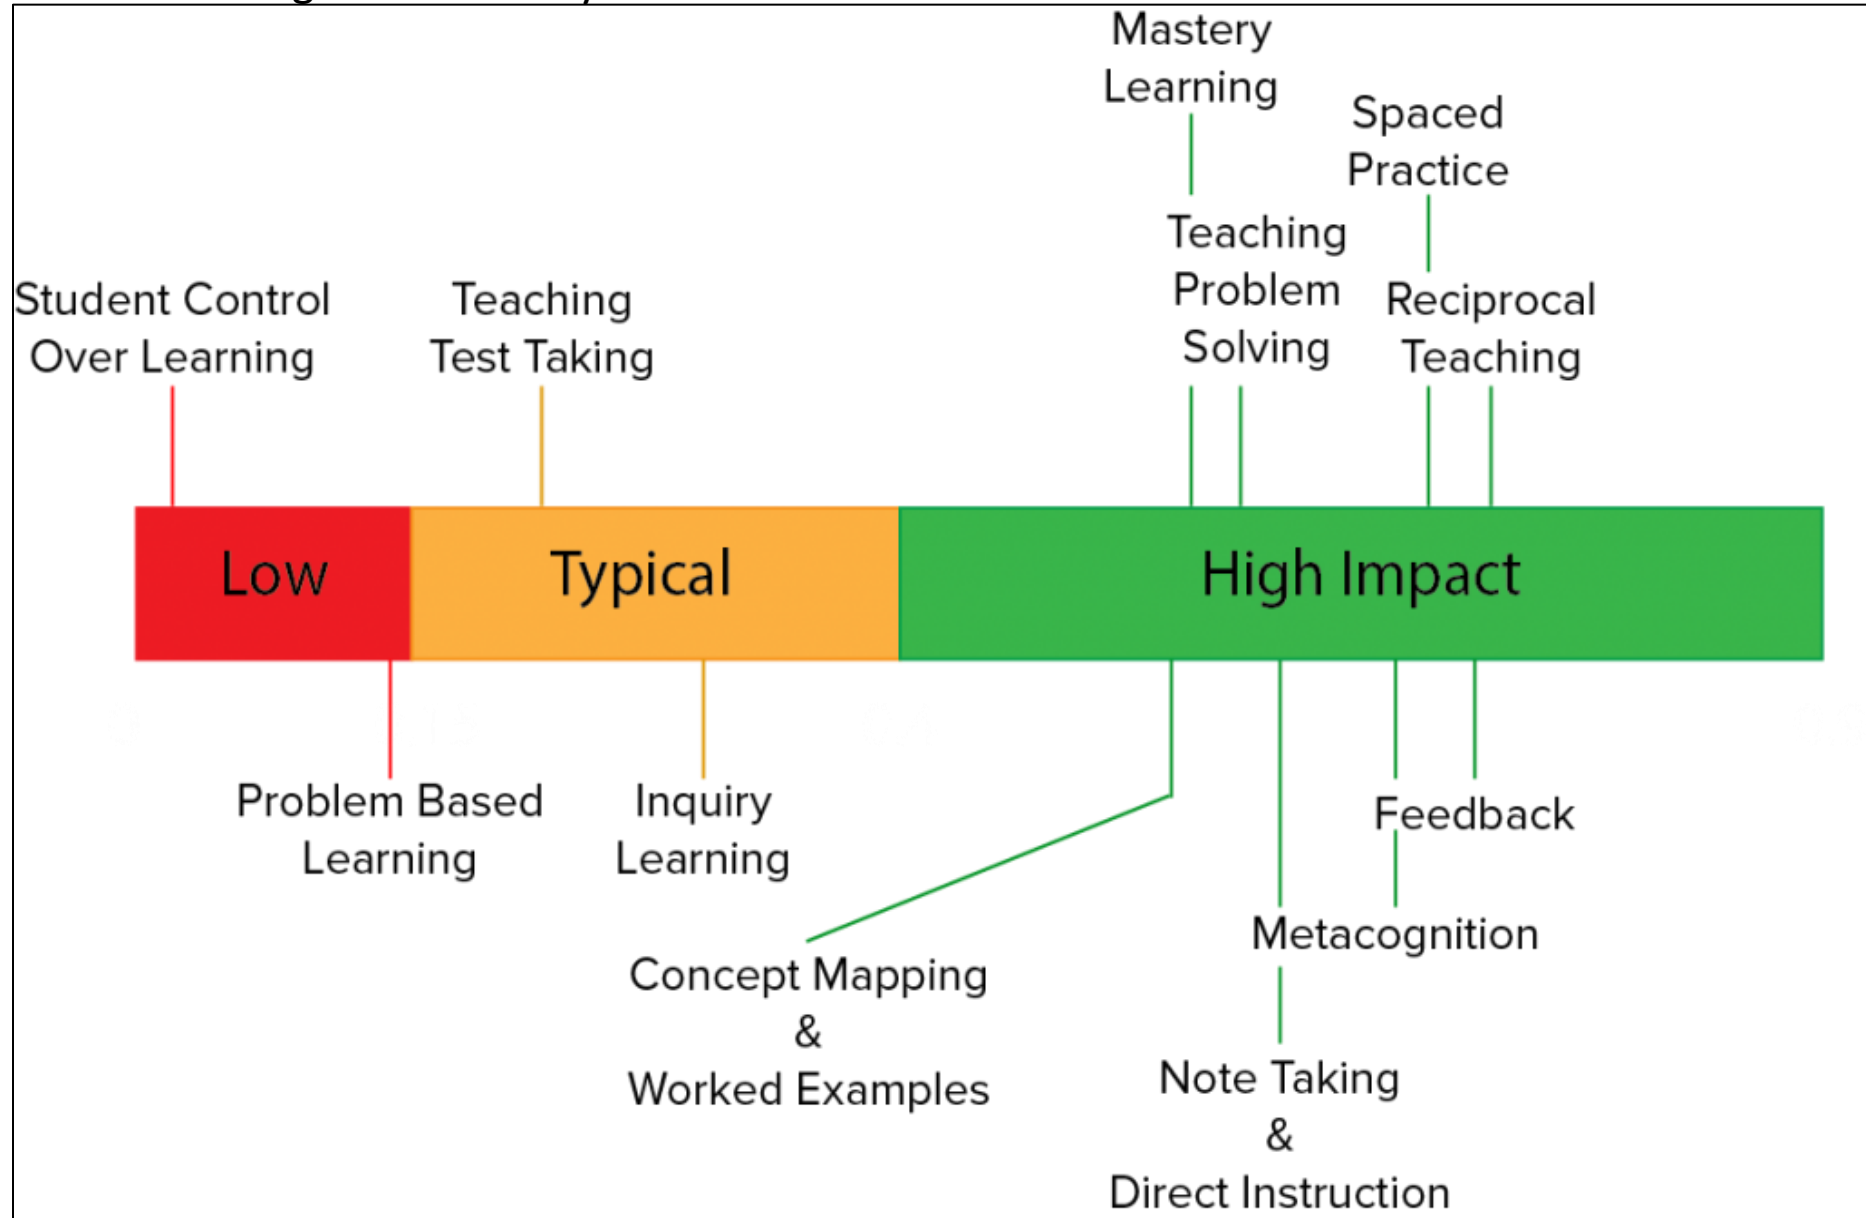 Mastery
Learning
Spaced
Practice
Teaching
Problem
Solving
Student Control
Over Learning
Teaching
Test Taking
Reciprocal
Teaching
Low
Typical
High Impact
Problem Based
Learning
Inquiry
Learning
Feedback
Metacognition
Concept Mapping
&
Worked Examples
Note Taking
&
Direct Instruction